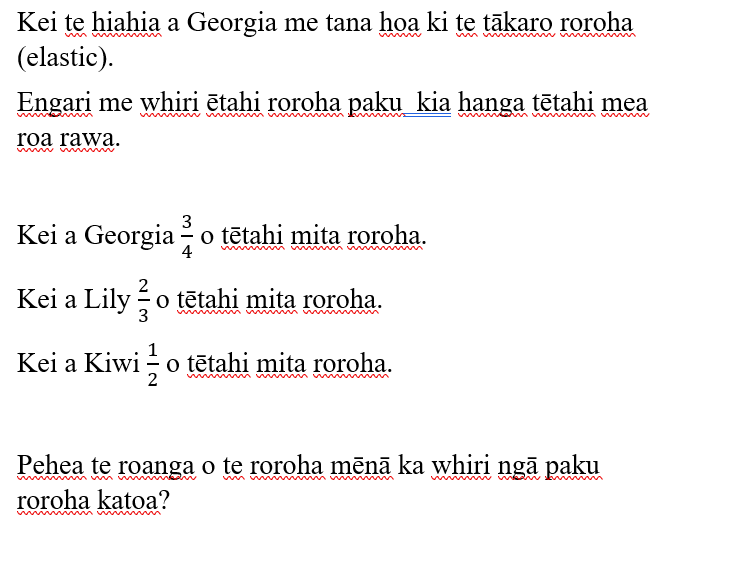 Kei te hiahia a Georgia me tana hoa ki te tākaro roroha
(elastic).
Engari me whiri ētahi roroha paku  kia hanga tētahi mea
roa rawa.
Kei a Georgia 3/4 o tētahi mita roroha.
Kei a Lily 2/3 o tētahi mita roroha.
Kei a Kiwi 1/2 o tētahi mita roroha.
Pehea te roanga o te roroha mēnā ka whiri ngā paku
roroha katoa?